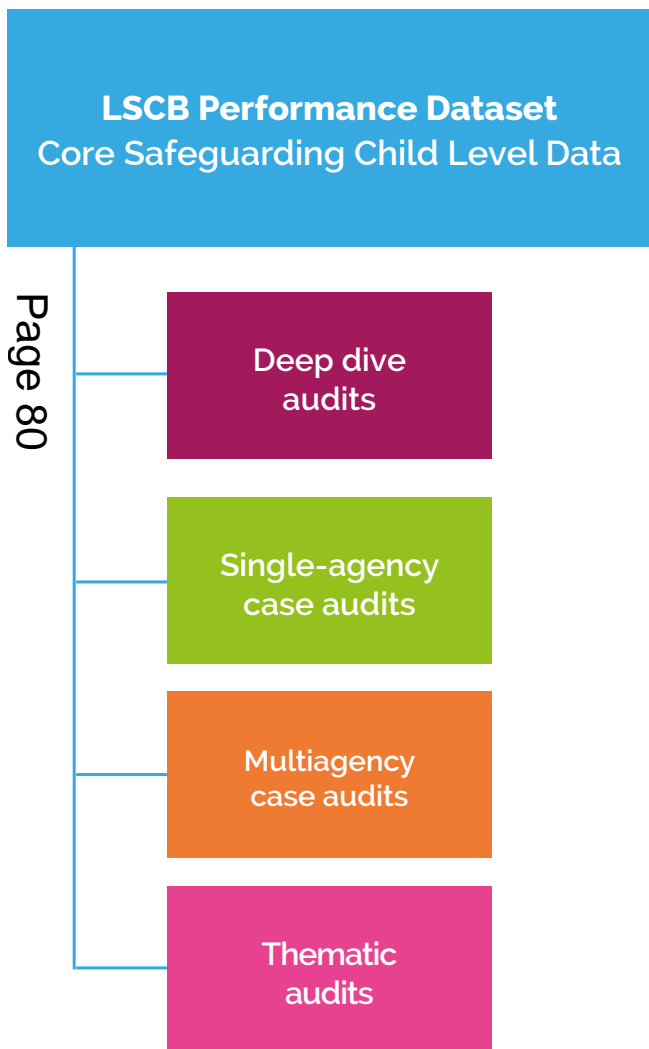 LSCB Performance Dataset
Core Safeguarding Child Level Data
Page 80
Deep dive
audits
Single-agency
case audits
Multiagency
case audits
Thematic
audits